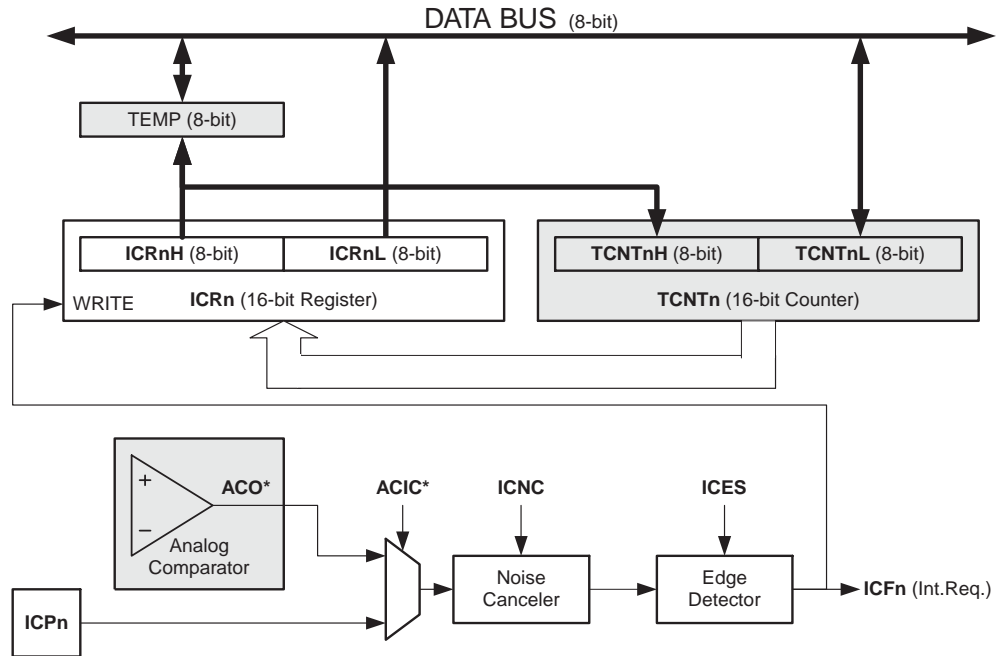 DATA BUS (8-bit)
TEMP (8-bit)
ICRnH (8-bit)
ICRnL (8-bit)
TCNTnH (8-bit)
TCNTnL (8-bit)
WRITE
ICRn (16-bit Register)
TCNTn (16-bit Counter)
+
−
ACO*
Analog
Comparator
ACIC*
ICNC
ICES
Noise
Canceler
Edge
Detector
ICFn (Int.Req.)
ICPn